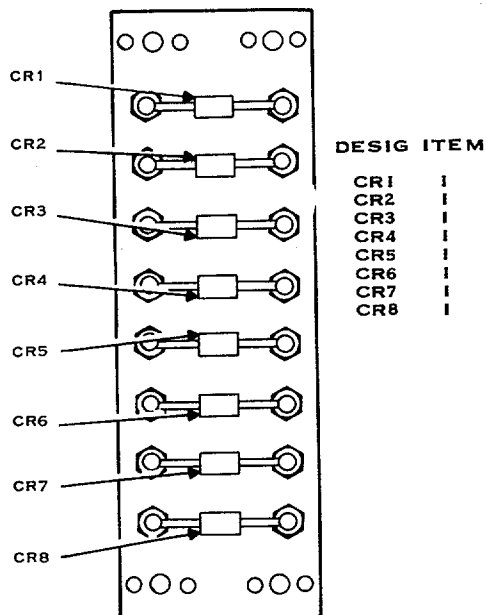 CR1
CR2
CR3
CR4
CR5
CR6
CR7
CR8
DESIG ITEM
CR1 1
CR2 1
CR3 1
CR4 1
CR5 1
CR6 1
CR7 1
CR8 1